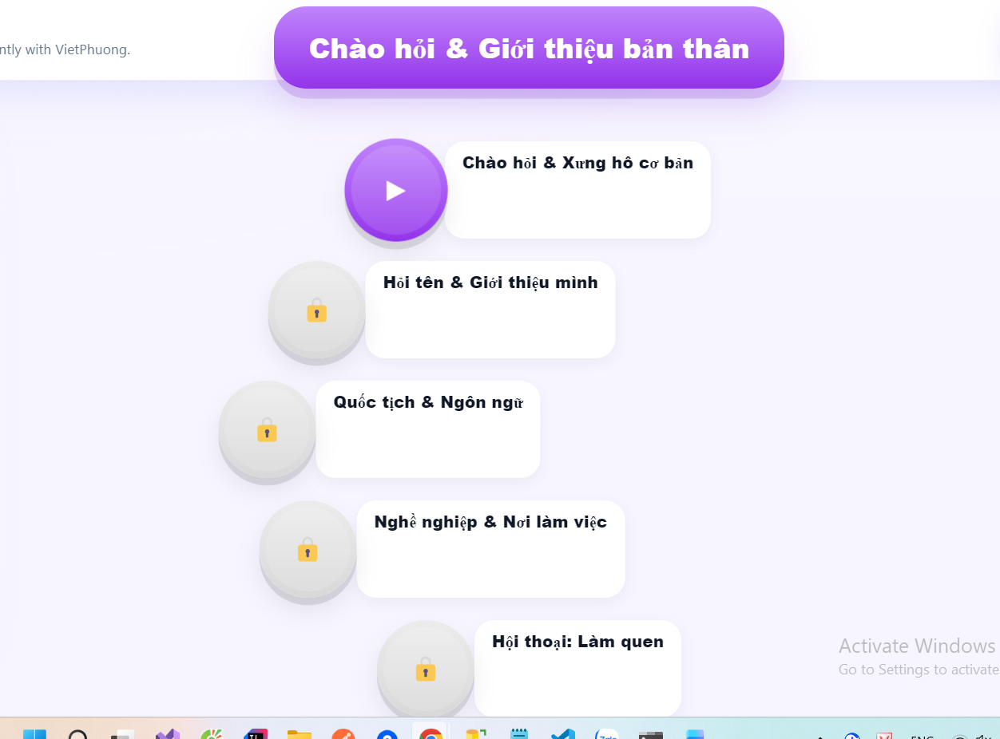 ntly with VietPhuong.
Chào hỏi & Giới thiệu bản thân
Chào hỏi & Xưng hô cơ bản
Hỏi tên & Giới thiệu mình
Quốc tịch & Ngôn ngữ
Nghề nghiệp & Nơi làm việc
Hội thoại: Làm quen
Activate Windows
Go to Settings to activate
Zalo
ENG